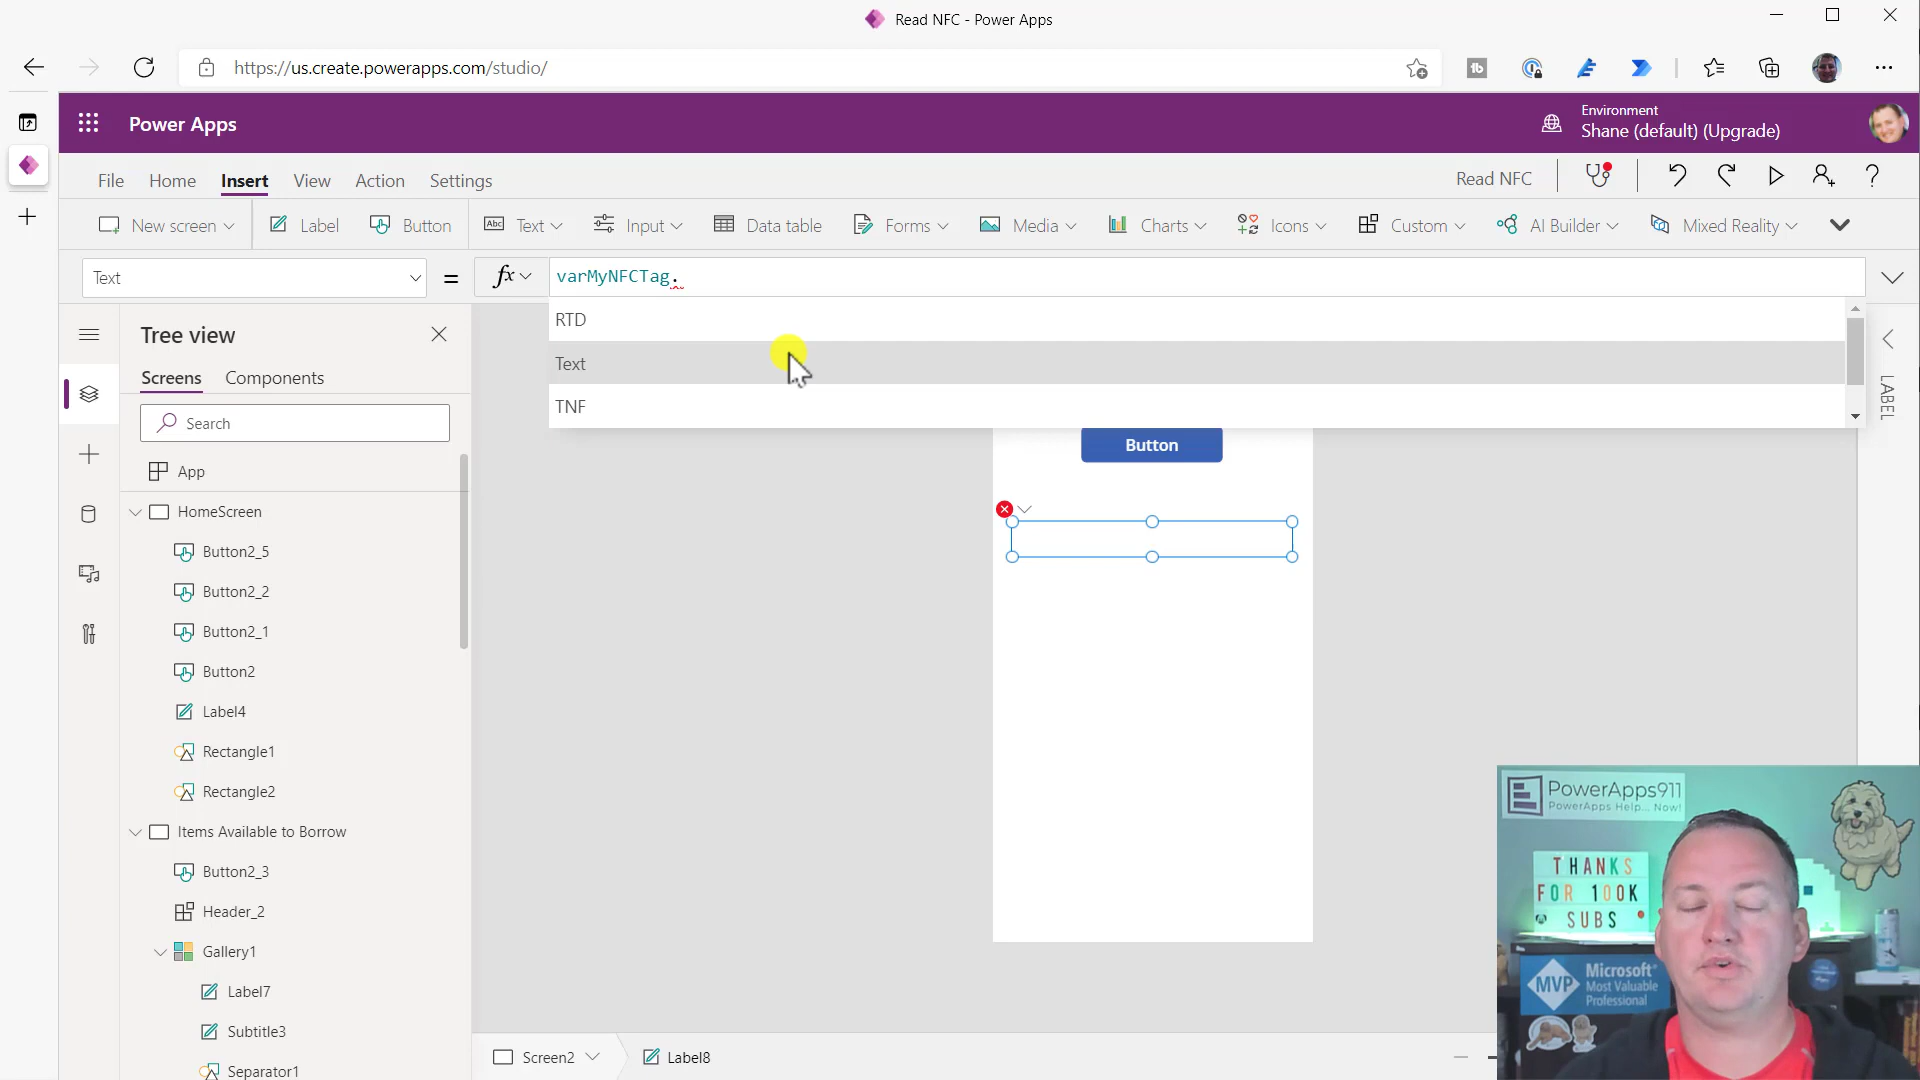 Read NFC - Power Apps
https://us.create.powerapps.com/studio/
Power Apps
Environment
Shane (default) (Upgrade)
File Home Insert View Action Settings
Read NFC
New screen Label Button Text Input Data table Forms Media Charts Icons Custom AI Builder Mixed Reality
Text = fx varMyNFCTag.
RTD
Text
TNF
Tree view
Screens Components
Search
App
HomeScreen
Button2_5
Button2_2
Button2_1
Button2
Label4
Rectangle1
Rectangle2
Items Available to Borrow
Button2_3
Header_2
Gallery1
Label7
Subtitle3
Separator1
Button
LABEL
Screen2 Label8
PowerApps911
PowerApps Help... Now!
THANKS
FOR 100K
SUBS
MVP
Microsoft®
Most Valuable
Professional